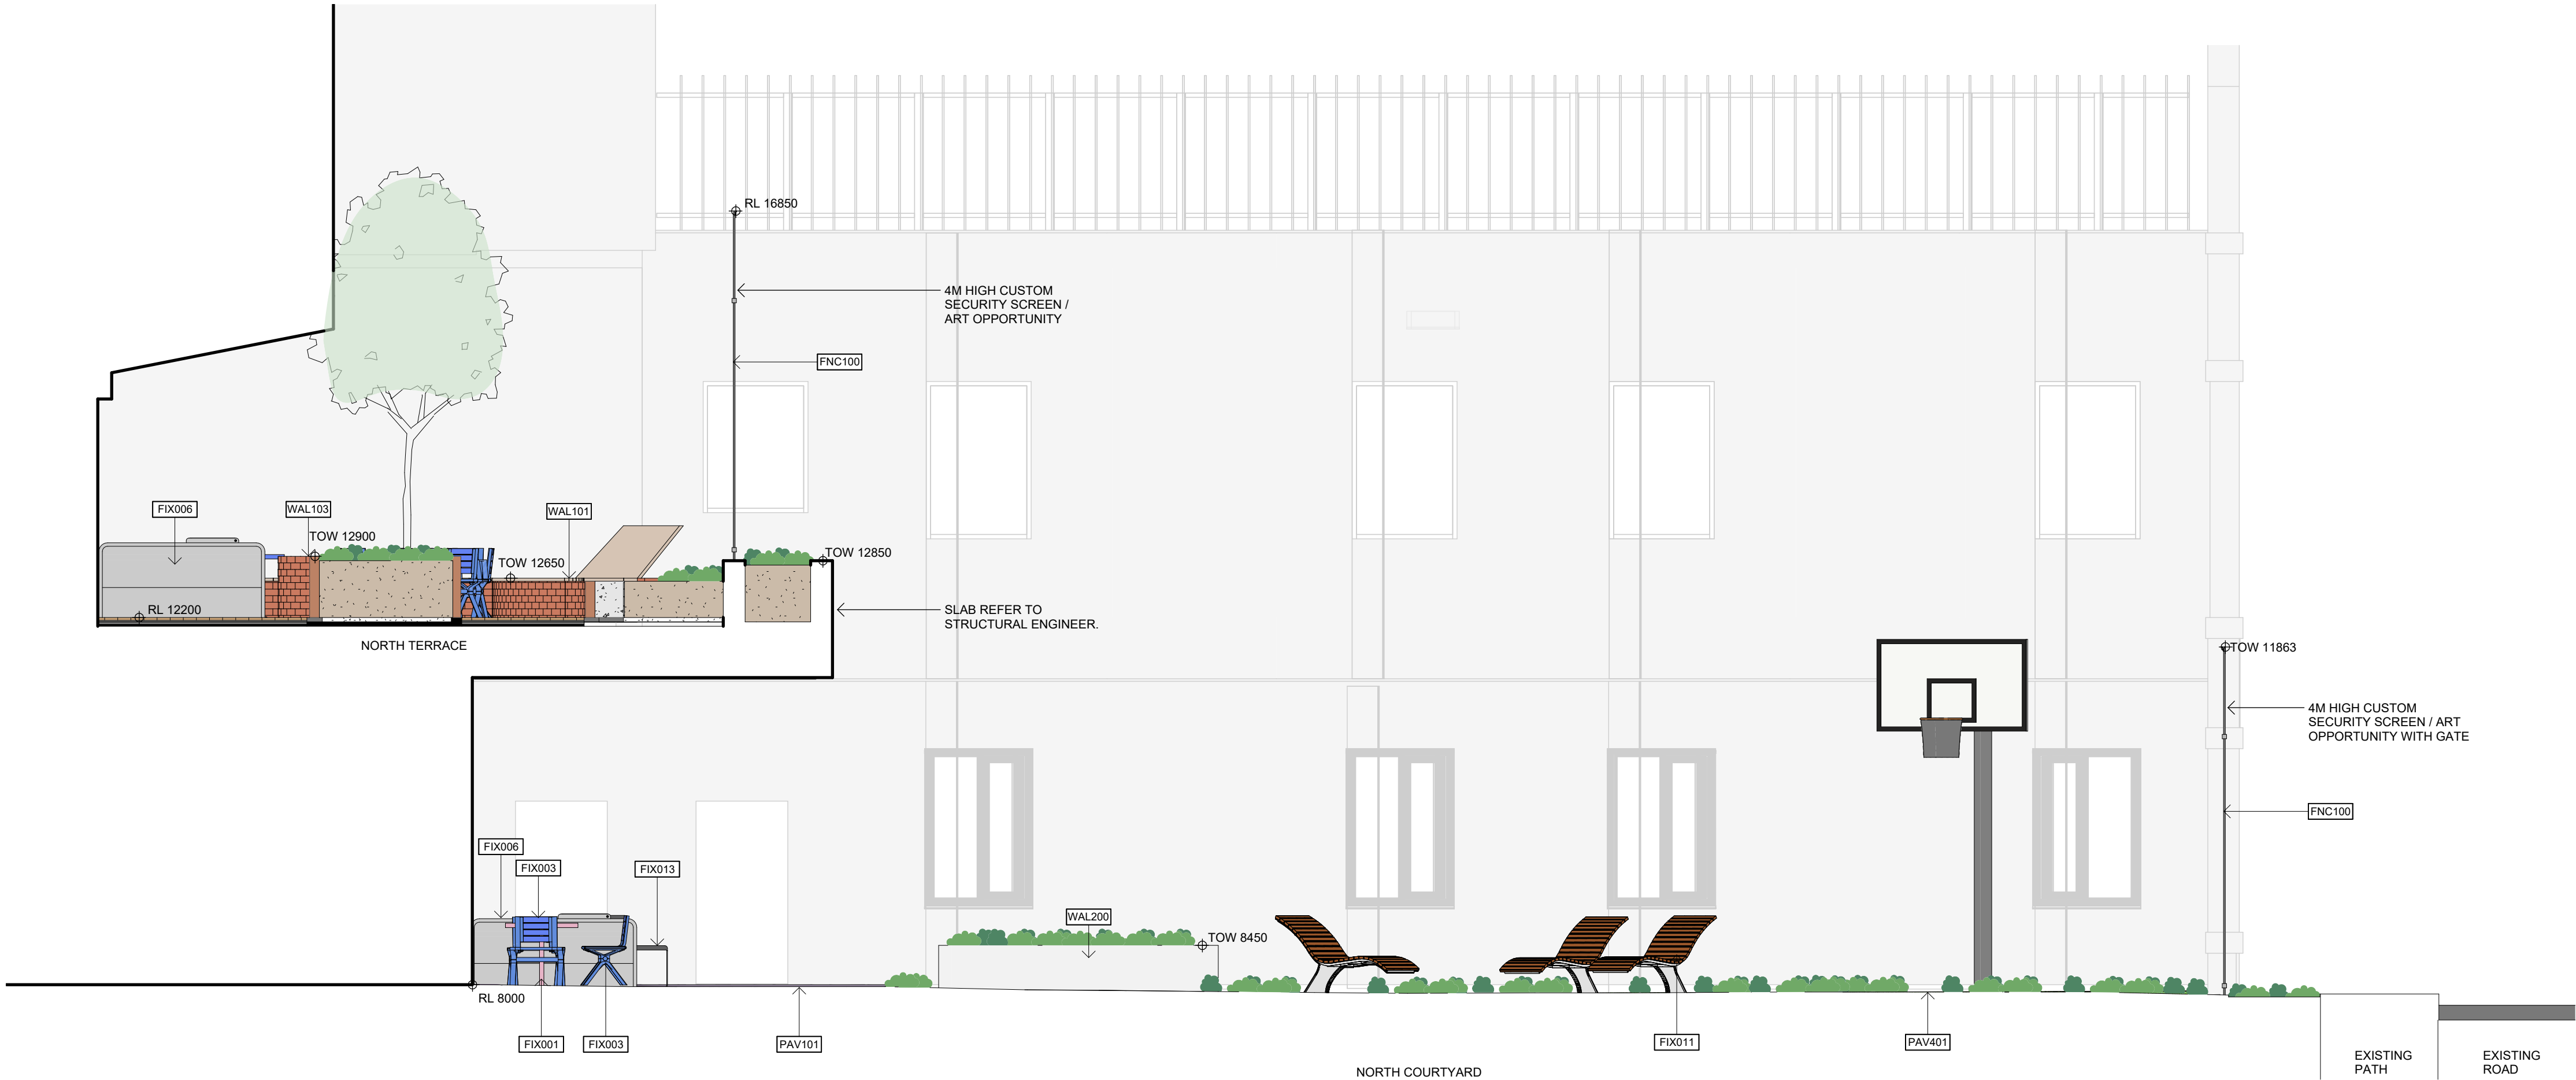 RL 16850
4M HIGH CUSTOM
SECURITY SCREEN /
ART OPPORTUNITY
FNC100
FIX006
WAL103
WAL101
TOW 12900
TOW 12650
TOW 12850
RL 12200
SLAB REFER TO
STRUCTURAL ENGINEER.
NORTH TERRACE
TOW 11863
4M HIGH CUSTOM
SECURITY SCREEN / ART
OPPORTUNITY WITH GATE
FNC100
FIX006
FIX003
FIX013
WAL200
TOW 8450
RL 8000
FIX001
FIX003
PAV101
FIX011
PAV401
NORTH COURTYARD
EXISTING
PATH
EXISTING
ROAD